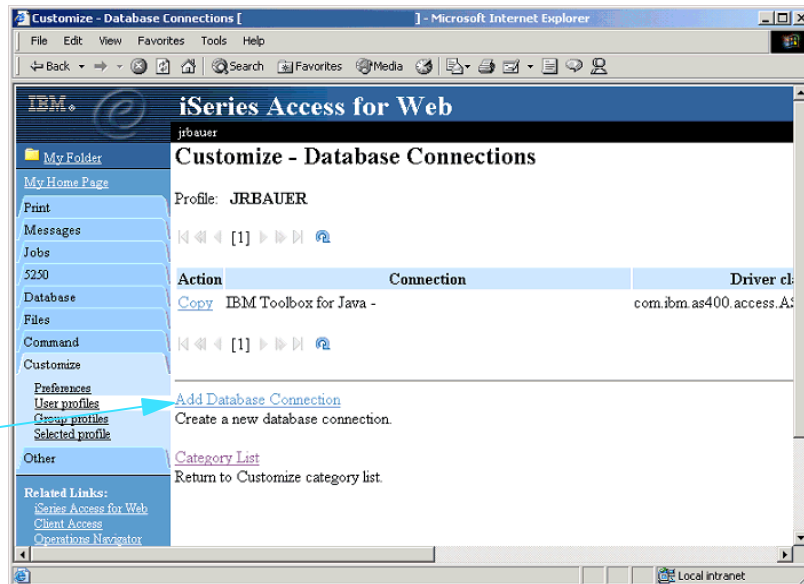 Customize - Database Connections [ ] - Microsoft Internet Explorer
File Edit View Favorites Tools Help
Back Search Favorites Media
IBM® e iSeries Access for Web
jrbauer
My Folder
My Home Page
Print
Messages
Jobs
5250
Database
Files
Command
Customize
Preferences
User profiles
Group profiles
Selected profile
Other
Related Links:
iSeries Access for Web
Client Access
Operations Navigator
Customize - Database Connections
Profile: JRBAUER
[1]
Action Connection Driver cl
Copy IBM Toolbox for Java - com.ibm.as400.access.AS
[1]
Add Database Connection
Create a new database connection.
Category List
Return to Customize category list.
Local intranet